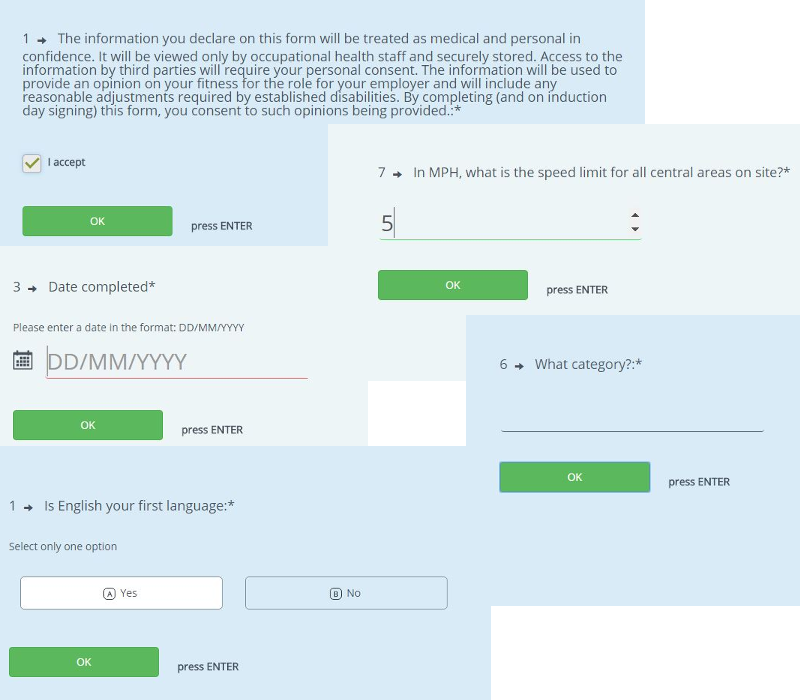 1 → The information you declare on this form will be treated as medical and personal in
confidence. It will be viewed only by occupational health staff and securely stored. Access to the
information by third parties will require your personal consent. The information will be used to
provide an opinion on your fitness for the role for your employer and will include any
reasonable adjustments required by established disabilities. By completing (and on induction
day signing) this form, you consent to such opinions being provided.:*
I accept
OK press ENTER
7 → In MPH, what is the speed limit for all central areas on site?*
5
OK press ENTER
3 → Date completed*
Please enter a date in the format: DD/MM/YYYY
DD/MM/YYYY
OK press ENTER
6 → What category?:*
OK press ENTER
1 → Is English your first language:*
Select only one option
A Yes
B No
OK press ENTER